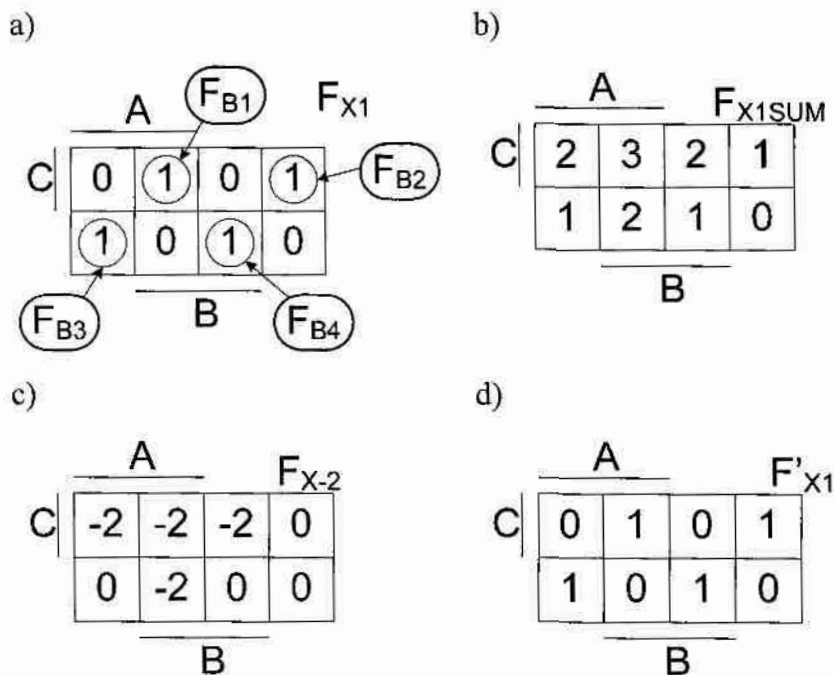 a)
A F_B1 F_X1
C 0 1 0 1 F_B2
1 0 1 0
F_B3 B F_B4
b)
A F_X1SUM
C 2 3 2 1
1 2 1 0
B
c)
A F_X-2
C -2 -2 -2 0
0 -2 0 0
B
d)
A F'_X1
C 0 1 0 1
1 0 1 0
B